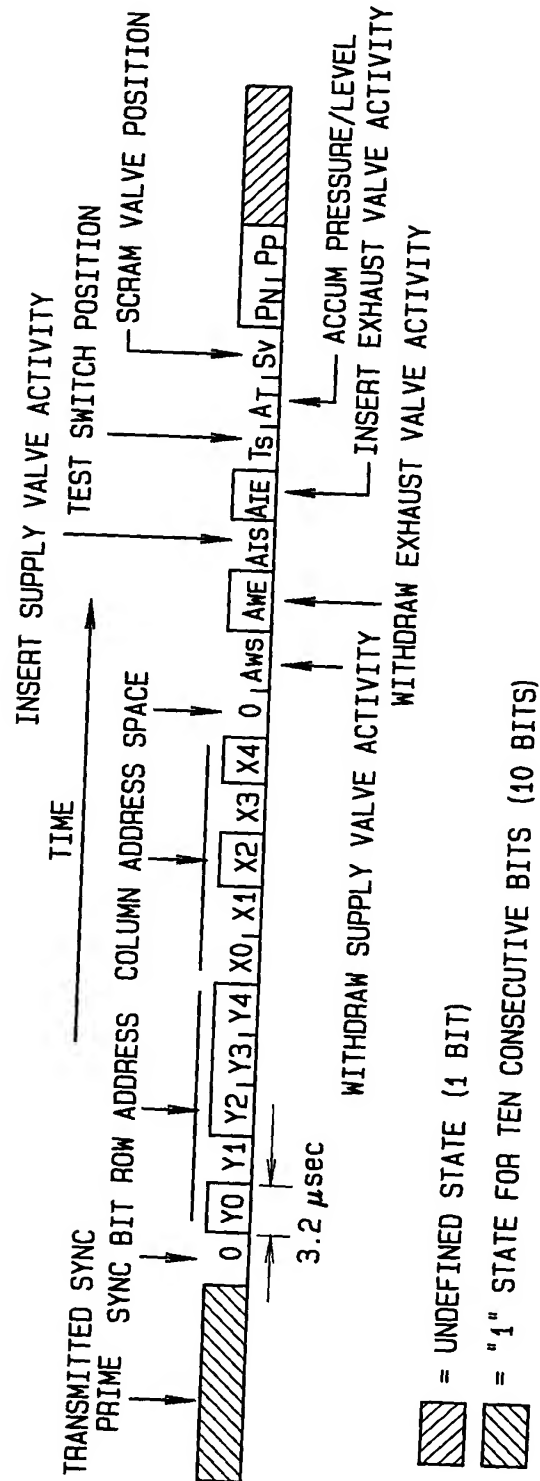 INSERT SUPPLY VALVE ACTIVITY
TIME
TEST SWITCH POSITION
SCRAM VALVE POSITION
TRANSMITTED SYNC
PRIME
SYNC BIT
ROW ADDRESS
COLUMN ADDRESS
SPACE
0 Y0 Y1 Y2 Y3 Y4 X0 X1 X2 X3 X4 0 AWS AWE AIS AIE TS AT SV PN PP
3.2 μsec
WITHDRAW SUPPLY VALVE ACTIVITY
WITHDRAW EXHAUST VALVE ACTIVITY
INSERT EXHAUST VALVE ACTIVITY
ACCUM PRESSURE/LEVEL
= UNDEFINED STATE (1 BIT)
= "1" STATE FOR TEN CONSECUTIVE BITS (10 BITS)